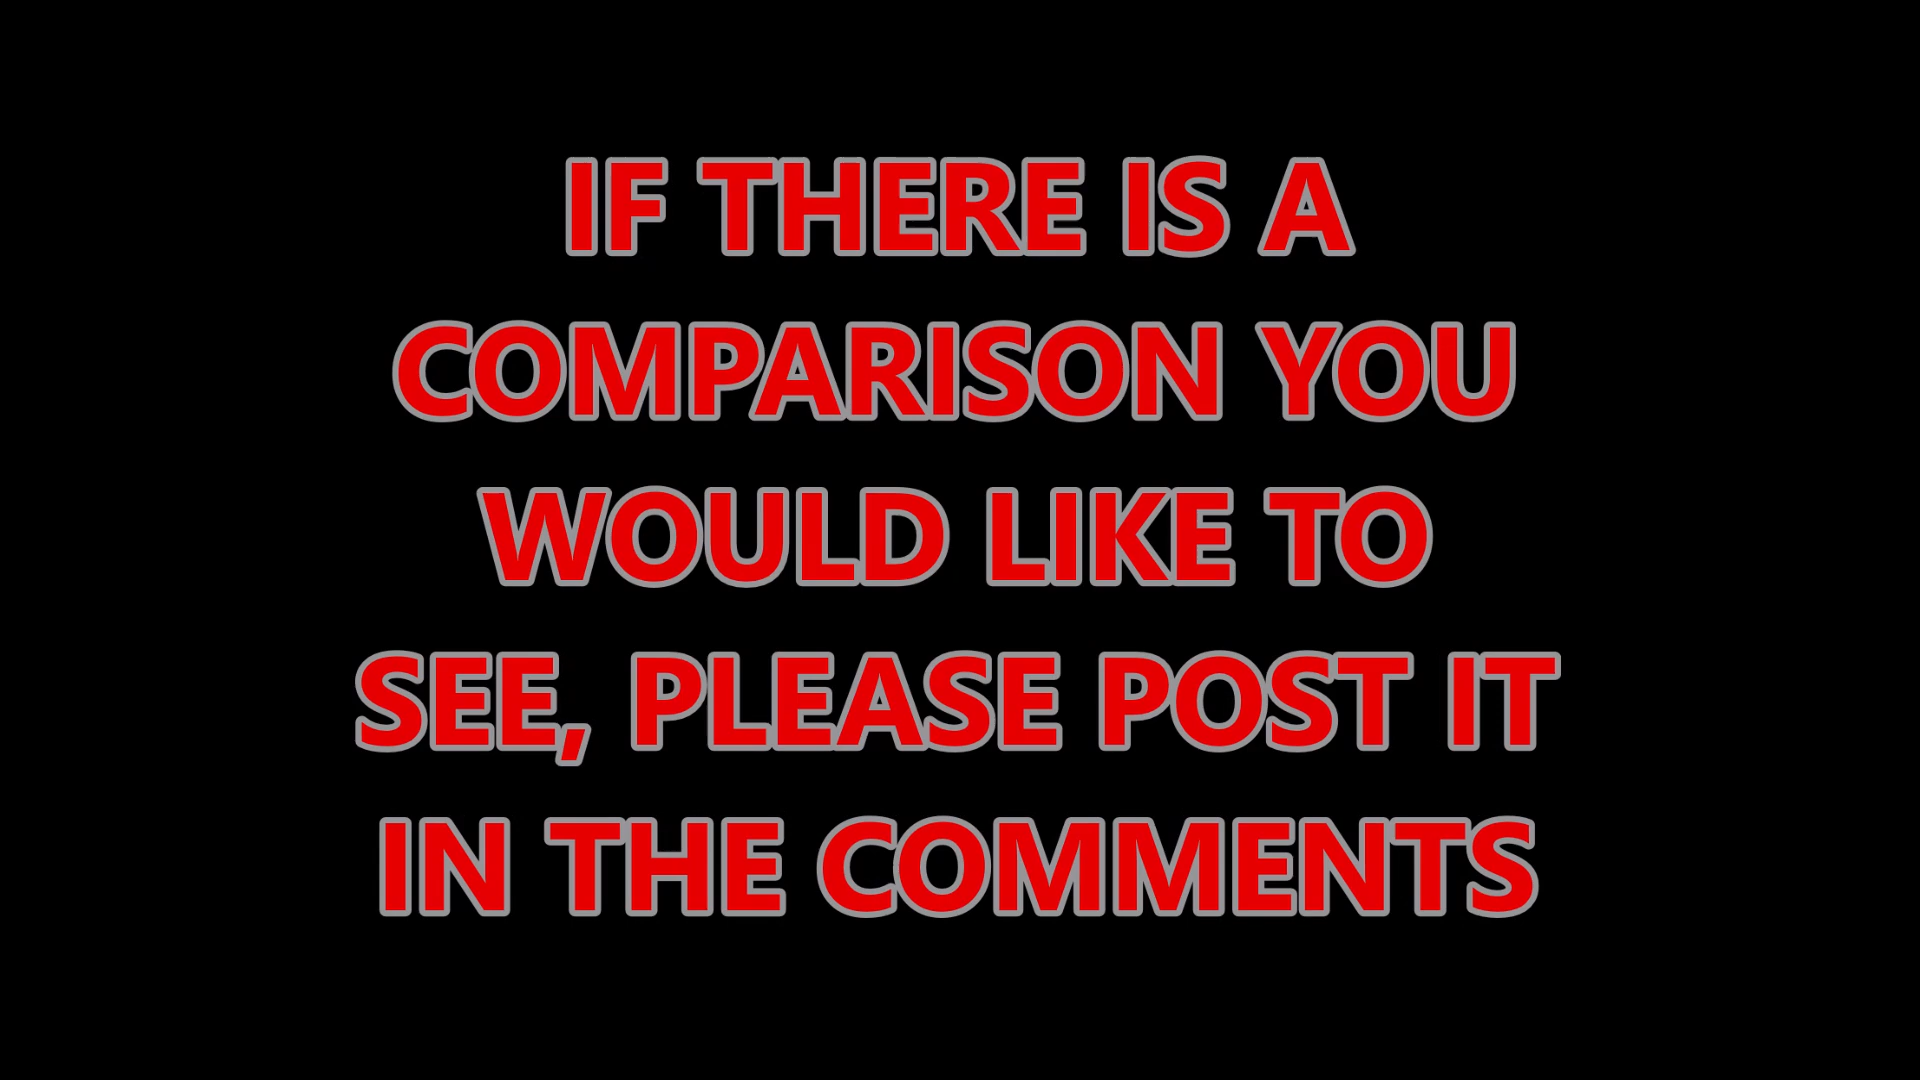 IF THERE IS A
COMPARISON YOU
WOULD LIKE TO
SEE, PLEASE POST IT
IN THE COMMENTS